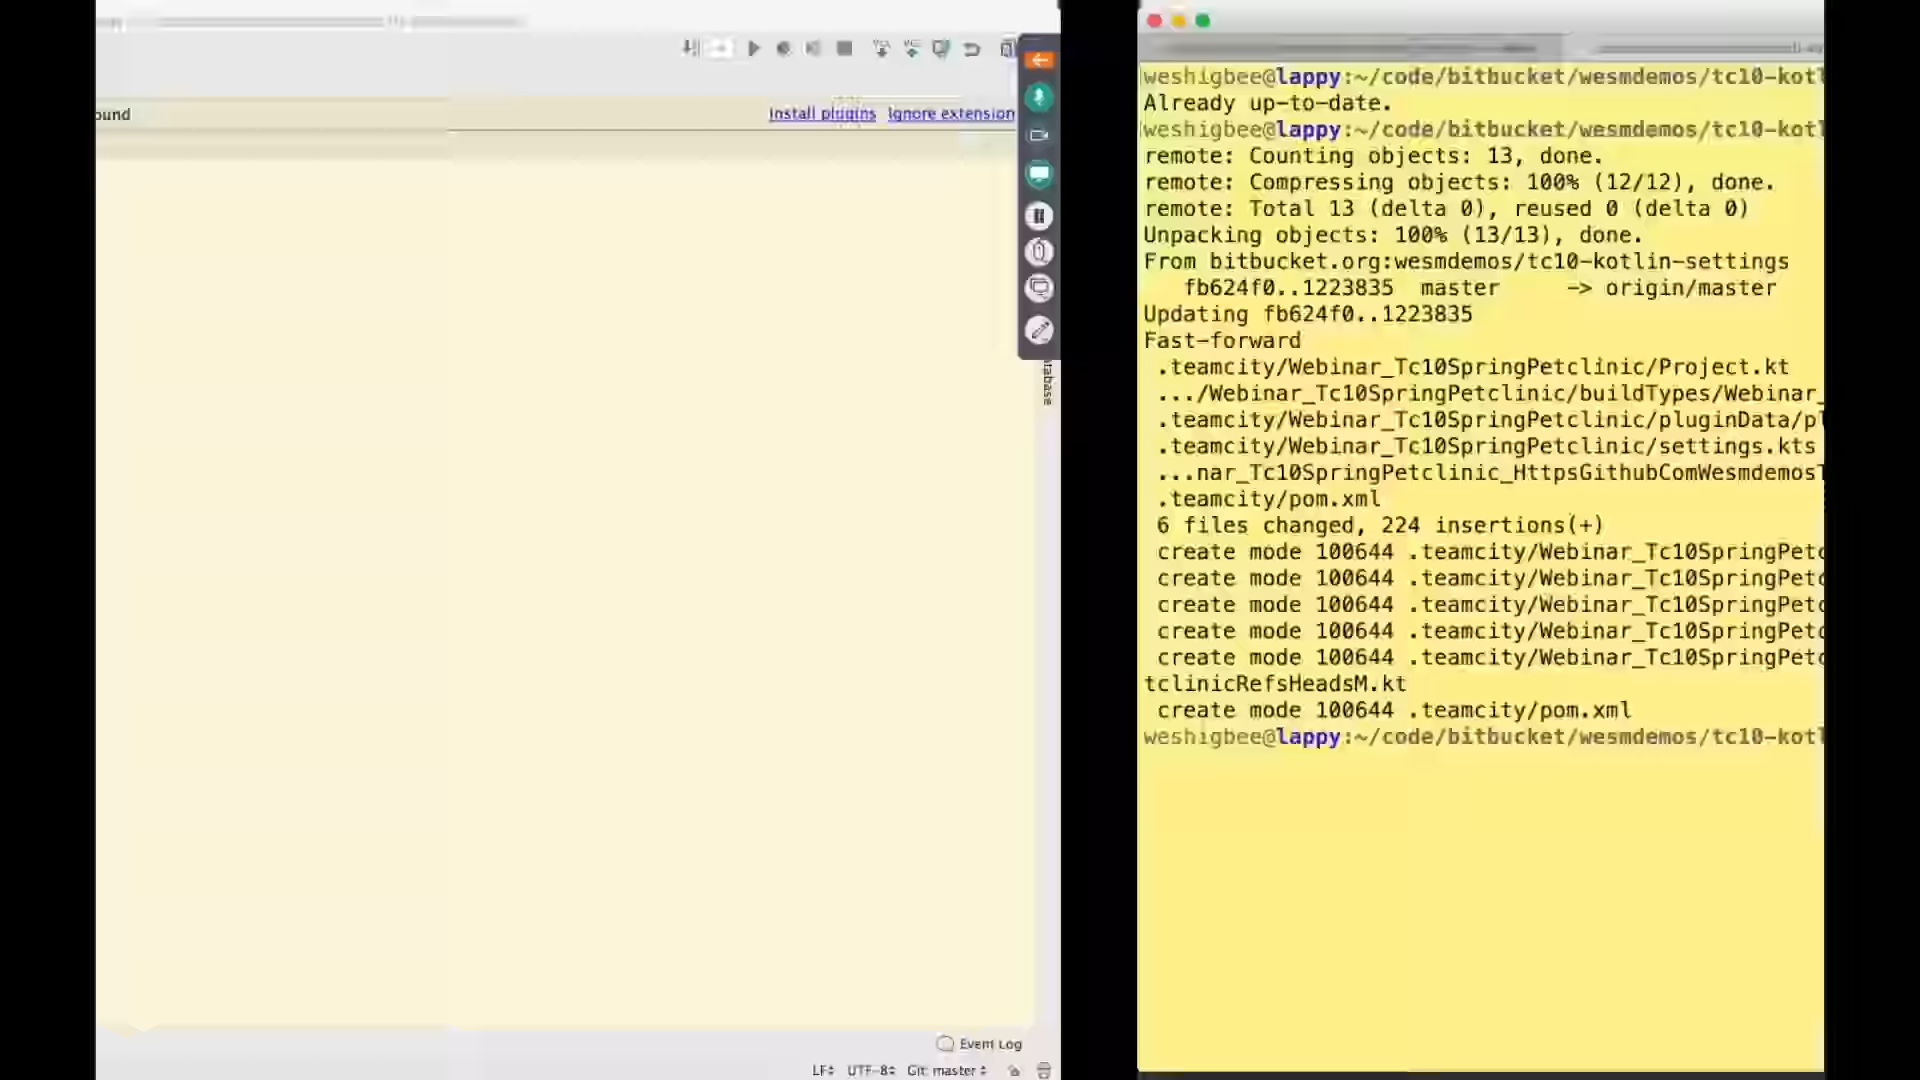 Install plugins Ignore extension
Event Log
LF UTF-8 Git: master
weshigbee@lappy:~/code/bitbucket/wesmdemos/tc10-kotl
Already up-to-date.
weshigbee@lappy:~/code/bitbucket/wesmdemos/tc10-kotl
remote: Counting objects: 13, done.
remote: Compressing objects: 100% (12/12), done.
remote: Total 13 (delta 0), reused 0 (delta 0)
Unpacking objects: 100% (13/13), done.
From bitbucket.org:wesmdemos/tc10-kotlin-settings
fb624f0..1223835 master -> origin/master
Updating fb624f0..1223835
Fast-forward
.teamcity/Webinar_Tc10SpringPetclinic/Project.kt
.../Webinar_Tc10SpringPetclinic/buildTypes/Webinar_
.teamcity/Webinar_Tc10SpringPetclinic/pluginData/pl
.teamcity/Webinar_Tc10SpringPetclinic/settings.kts
...nar_Tc10SpringPetclinic_HttpsGithubComWesmdemosT
.teamcity/pom.xml
6 files changed, 224 insertions(+)
create mode 100644 .teamcity/Webinar_Tc10SpringPetc
create mode 100644 .teamcity/Webinar_Tc10SpringPetc
create mode 100644 .teamcity/Webinar_Tc10SpringPetc
create mode 100644 .teamcity/Webinar_Tc10SpringPetc
create mode 100644 .teamcity/Webinar_Tc10SpringPetc
tclinicRefsHeadsM.kt
create mode 100644 .teamcity/pom.xml
weshigbee@lappy:~/code/bitbucket/wesmdemos/tc10-kotl